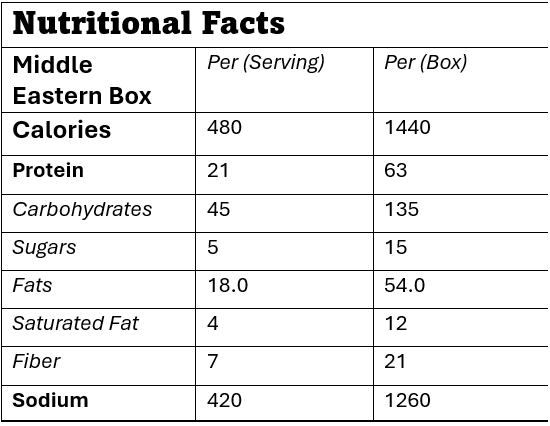 Nutritional Facts
Middle Per (Serving) Per (Box)
Eastern Box
Calories 480 1440
Protein 21 63
Carbohydrates 45 135
Sugars 5 15
Fats 18.0 54.0
Saturated Fat 4 12
Fiber 7 21
Sodium 420 1260